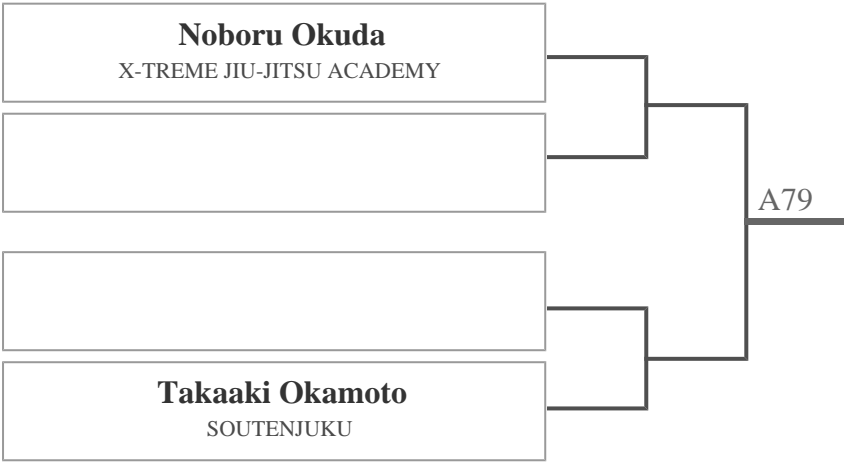 Noboru Okuda
X-TREME JIU-JITSU ACADEMY
A79
Takaaki Okamoto
SOUTENJUKU